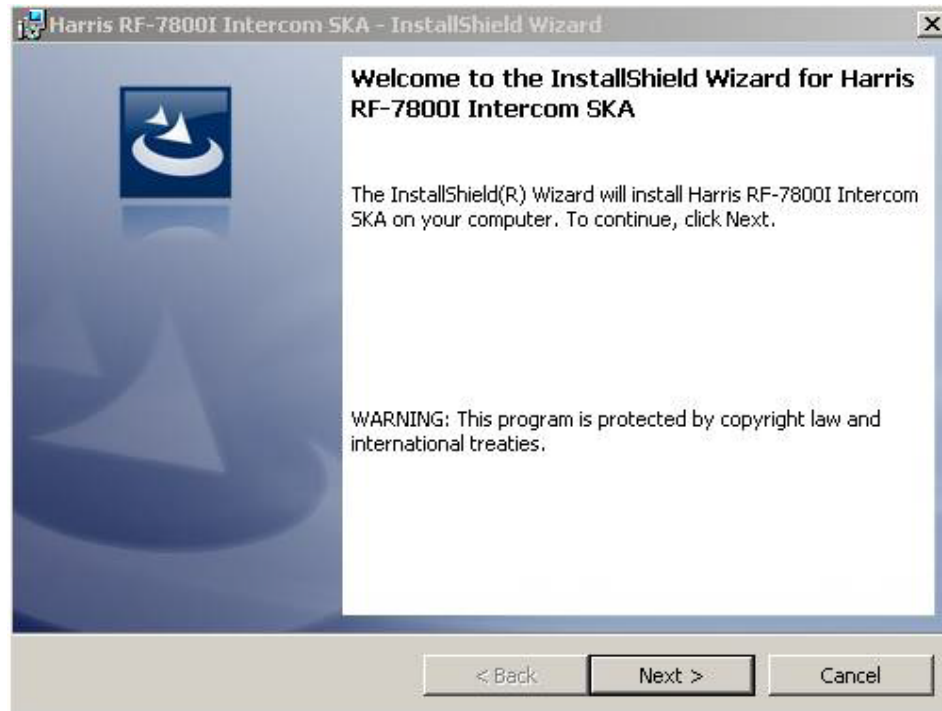 Harris RF-7800I Intercom SKA - InstallShield Wizard
Welcome to the InstallShield Wizard for Harris
RF-7800I Intercom SKA
The InstallShield(R) Wizard will install Harris RF-7800I Intercom
SKA on your computer. To continue, click Next.
WARNING: This program is protected by copyright law and
international treaties.
< Back
Next >
Cancel